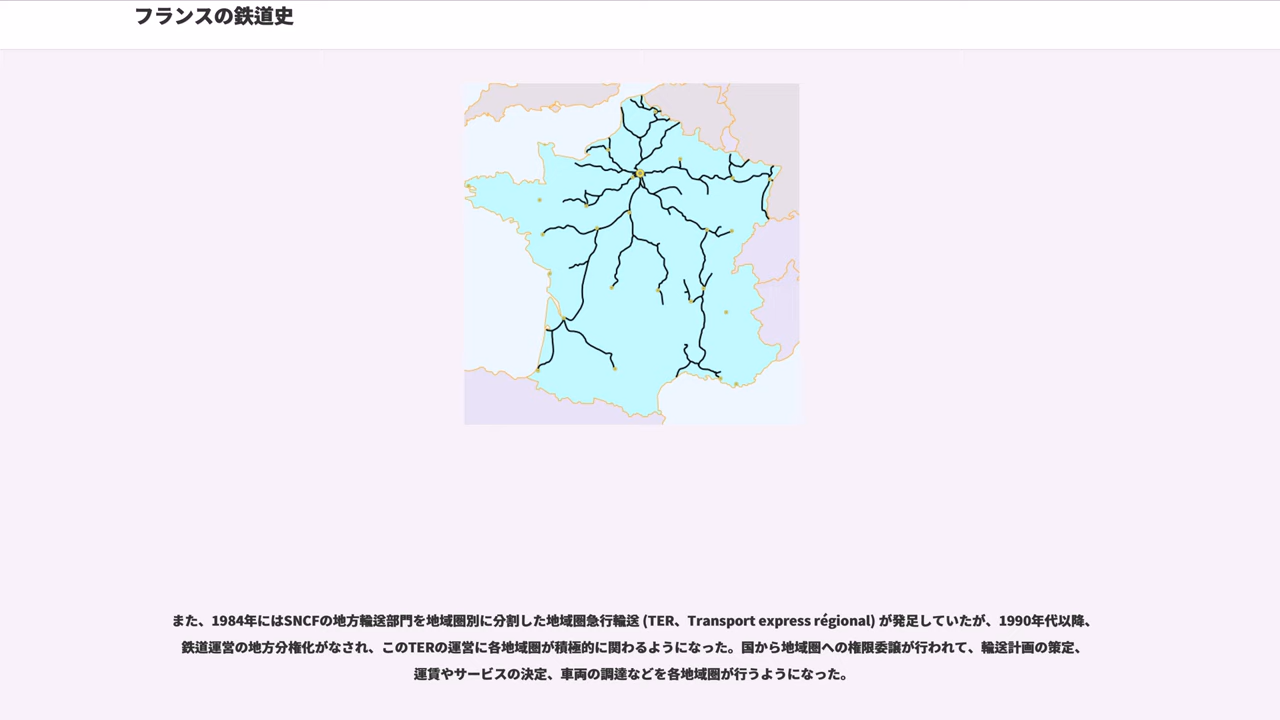 フランスの鉄道史
また、1984年にはSNCFの地方輸送部門を地域圏別に分割した地域圏急行輸送 (TER、Transport express régional) が発足していたが、1990年代以降、
鉄道運営の地方分権化がなされ、このTERの運営に各地域圏が積極的に関わるようになった。国から地域圏への権限委譲が行われて、輸送計画の策定、
運賃やサービスの決定、車両の調達などを各地域圏が行うようになった。